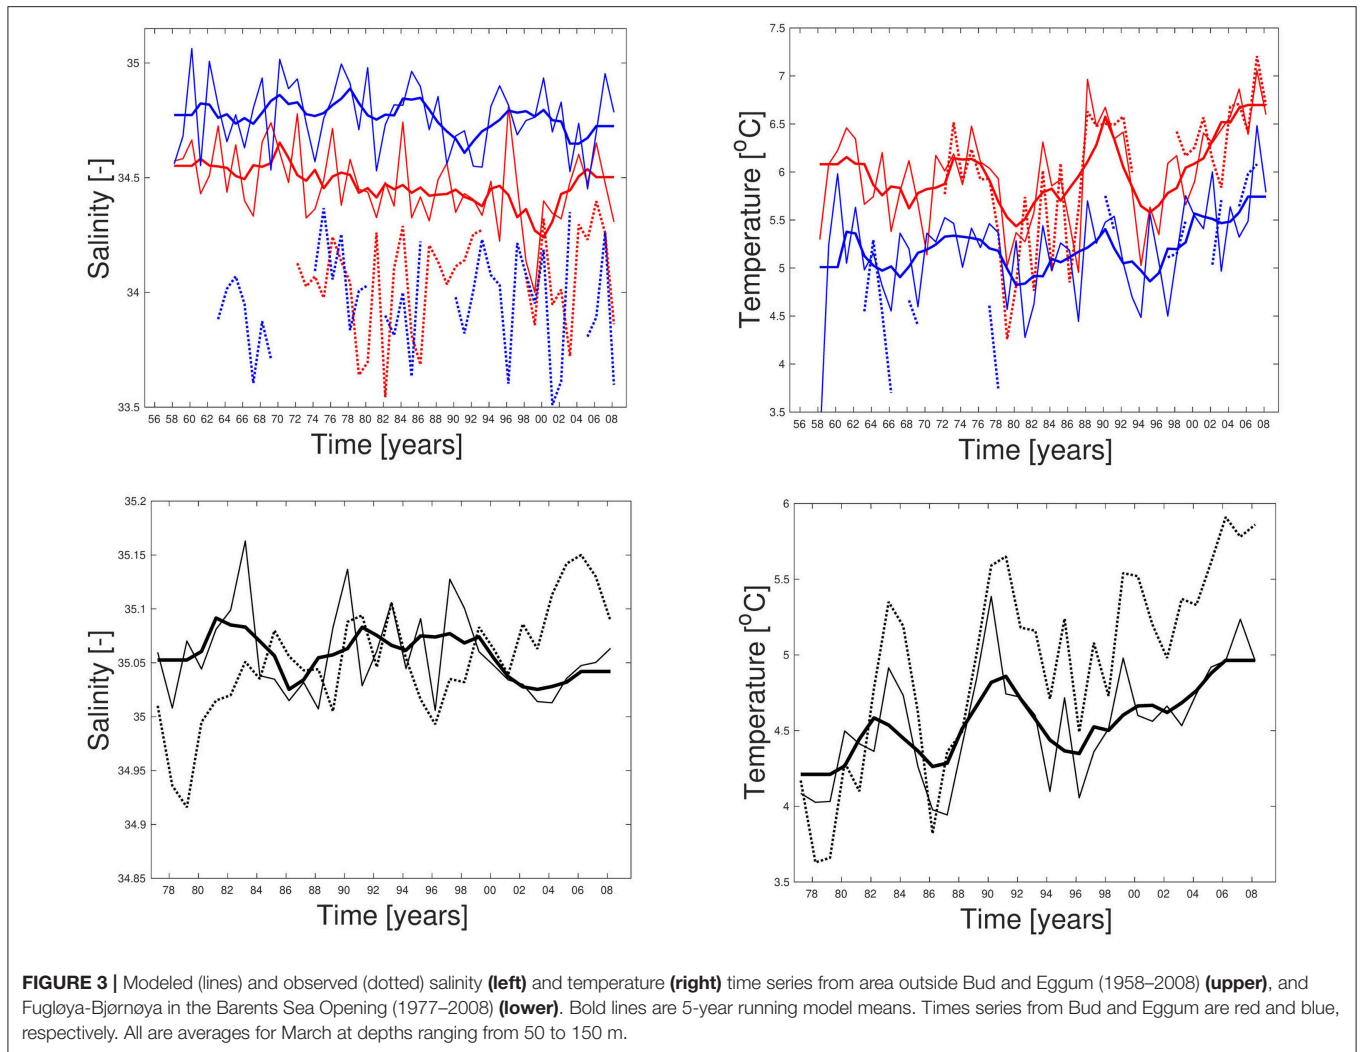 35
34.5
34
33.5
Salinity [-]
56 58 60 62 64 66 68 70 72 74 76 78 80 82 84 86 88 90 92 94 96 98 00 02 04 06 08
Time [years]
7.5
7
6.5
6
5.5
5
4.5
4
3.5
Temperature [°C]
56 58 60 62 64 66 68 70 72 74 76 78 80 82 84 86 88 90 92 94 96 98 00 02 04 06 08
Time [years]
35.2
35.15
35.1
35.05
35
34.95
34.9
34.85
Salinity [-]
78 80 82 84 86 88 90 92 94 96 98 00 02 04 06 08
Time [years]
6
5.5
5
4.5
4
3.5
Temperature [°C]
78 80 82 84 86 88 90 92 94 96 98 00 02 04 06 08
Time [years]
FIGURE 3 | Modeled (lines) and observed (dotted) salinity (left) and temperature (right) time series from area outside Bud and Eggum (1958–2008) (upper), and
Fugløya-Bjørnøya in the Barents Sea Opening (1977–2008) (lower). Bold lines are 5-year running model means. Times series from Bud and Eggum are red and blue,
respectively. All are averages for March at depths ranging from 50 to 150 m.